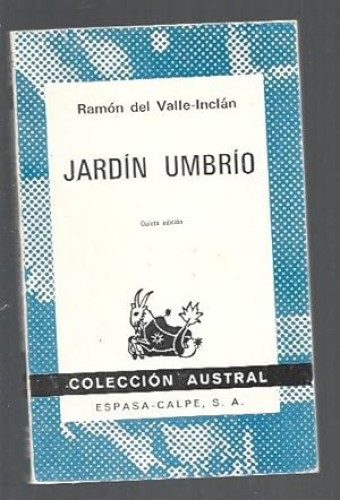 Ramón del Valle-Inclán
JARDÍN UMBRÍO
Quinta edición
COLECCIÓN AUSTRAL
ESPASA-CALPE, S. A.